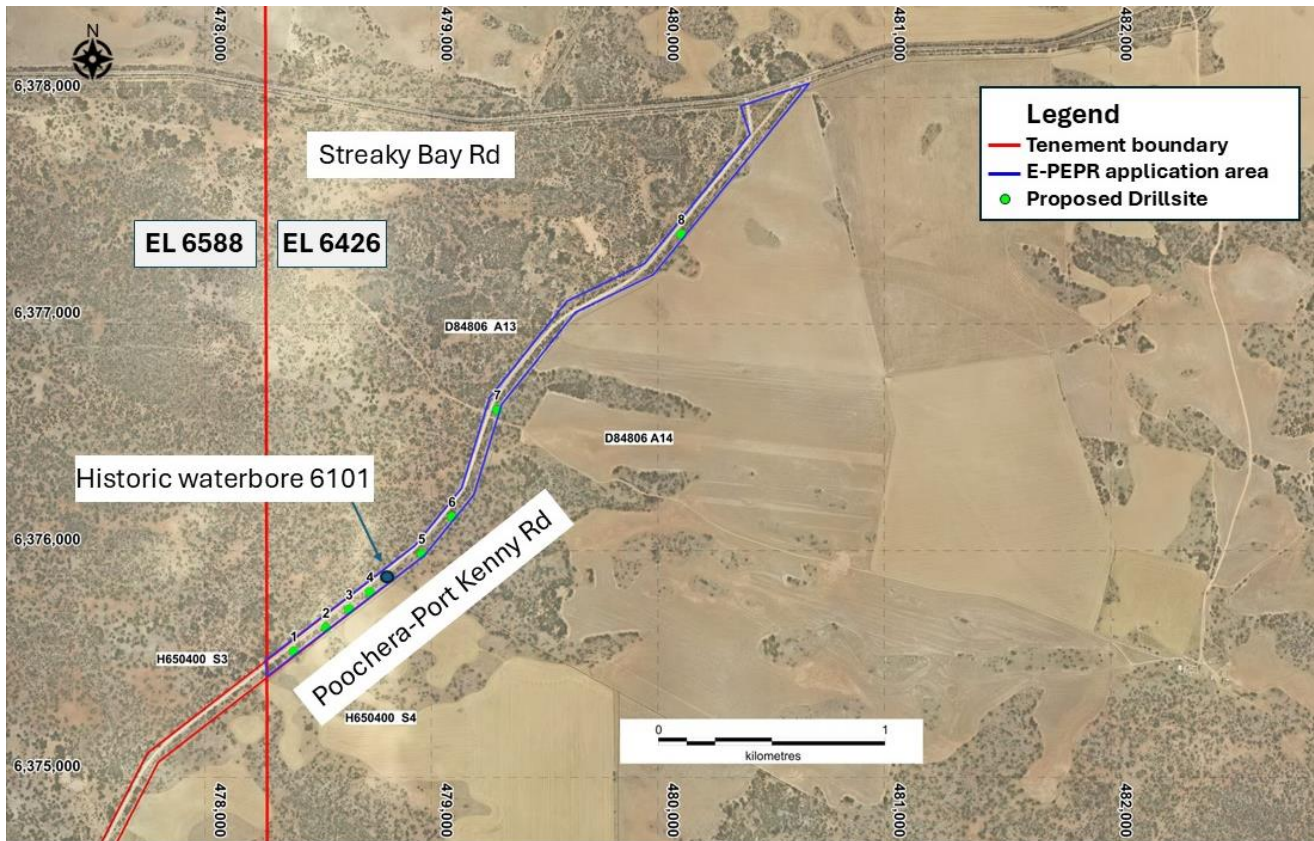 N
478,000
479,000
480,000
481,000
482,000
6,378,000
Legend
Tenement boundary
E-PEPR application area
Proposed Drillsite
Streaky Bay Rd
EL 6588
EL 6426
8
6,377,000
D84806 A13
7
D84806 A14
Historic waterbore 6101
6
6,376,000
5
4
3
2
1
Poochera-Port Kenny Rd
H650400 S3
H650400 S4
0
1
kilometres
6,375,000
478,000
479,000
480,000
481,000
482,000